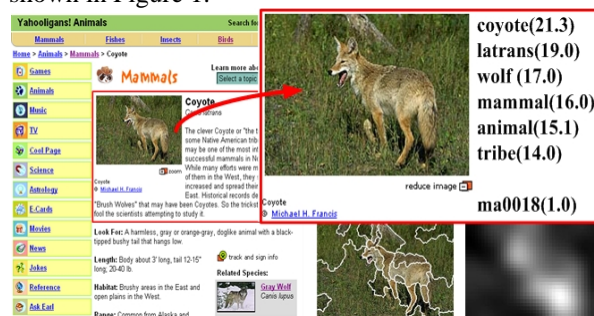 shown in Figure 1.
Yahooligans! Animals
Search fo
Mammals
Fishes
Insects
Birds
Home > Animals > Mammals > Coyote
Games
Animals
Music
TV
Cool Page
Science
Astrology
E-Cards
Movies
News
Jokes
Reference
Ask Earl
Mammals
Learn more abo
Select a topic
Coyote
Canis latrans
The clever Coyote or "the t
some Native American trib
may be one of the most int
successful mammals in N
While many efforts were m
of them in the West, they
increased and spread their
East. Historical records de
"Brush Wolves" that may have been Coyotes. So the trickst
fool the scientists attempting to study it.
zoom
Coyote
Michael H. Francis
Look For: A harmless, gray or orange-gray, doglike animal with a black-
tipped bushy tail that hangs low.
Length: Body about 3' long, tail 12-15"
long; 20-40 lb.
Habitat: Brushy areas in the East and
open plains in the West.
Range: Common from Alaska and
track and sign info
Related Species:
Gray Wolf
Canis lupus
reduce image
Coyote
Michael H. Francis
coyote(21.3)
latrans(19.0)
wolf (17.0)
mammal(16.0)
animal(15.1)
tribe(14.0)
ma0018(1.0)